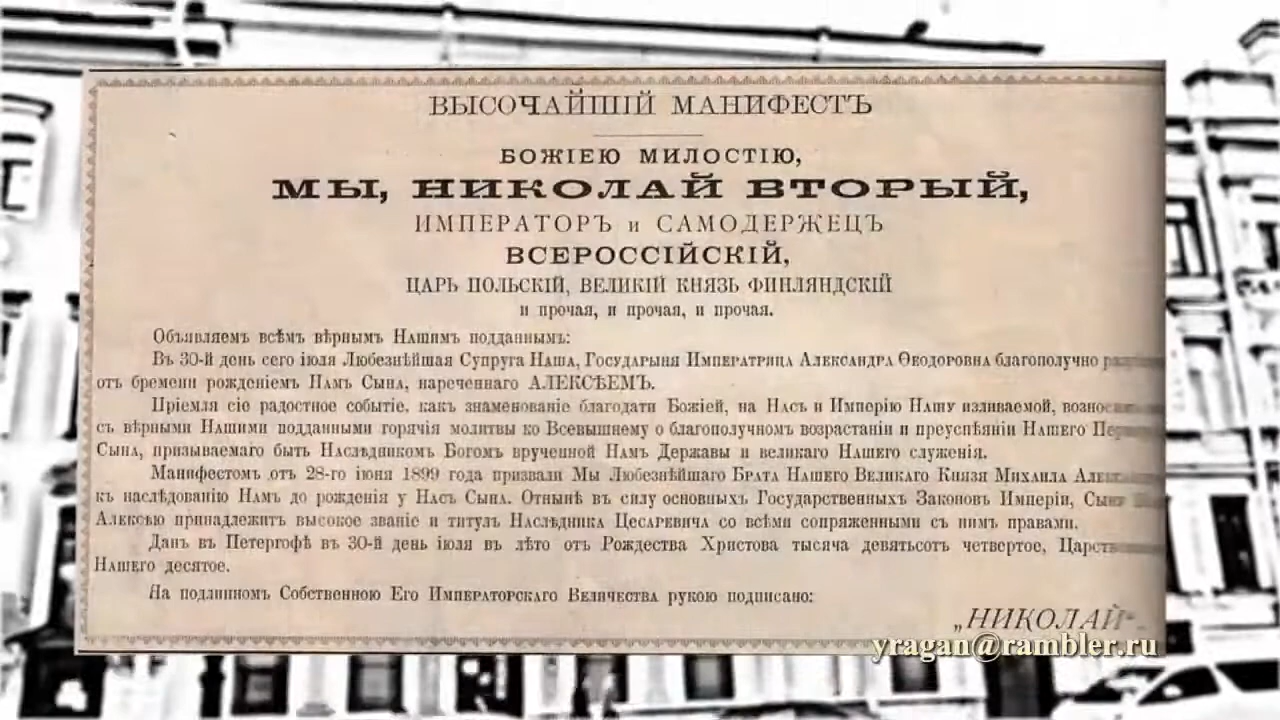 ВЫСОЧАЙШІЙ МАНИФЕСТЪ
БОЖІЕЮ МИЛОСТІЮ,
МЫ, НИКОЛАЙ ВТОРЫЙ,
ИМПЕРАТОРЪ и САМОДЕРЖЕЦЪ
ВСЕРОССІЙСКІЙ,
ЦАРЬ ПОЛЬСКІЙ, ВЕЛИКІЙ КНЯЗЬ ФИНЛЯНДСКІЙ
и прочая, и прочая, и прочая.
Объявляемъ всѣмъ вѣрнымъ Нашимъ подданнымъ:
Въ 30-й день сего іюля Любезнѣйшая Супруга Наша, Государыня Императрица Александра Ѳеодоровна благополучно
отъ бремени рожденіемъ Намъ Сына, нареченнаго АЛЕКСѢЕМЪ.
Пріемля сіе радостное событіе, какъ знаменованіе благодати Божіей, на Насъ и Имперію Нашу изливаемой,
съ вѣрными Нашими подданными горячія молитвы ко Всевышнему о благополучномъ возрастаніи и преуспѣяніи Нашего
Сына, призываемаго быть Наслѣдникомъ Богомъ врученной Намъ Державы и великаго Нашего служенія.
Манифестомъ отъ 28-го іюня 1899 года призвали Мы Любезнѣйшаго Брата Нашего Великаго Князя Михаила
къ наслѣдованію Намъ до рожденія у Насъ Сына. Отнынѣ въ силу основныхъ Государственныхъ Законовъ Имперіи, Сыну
Алексѣю принадлежитъ высокое званіе и титулъ Наслѣдника Цесаревича со всѣми сопряженными съ нимъ правами.
Данъ въ Петергофѣ въ 30-й день іюля въ лѣто отъ Рождества Христова тысяча девятьсотъ четвертое,
Нашего десятое.
На подлинномъ Собственною Его Императорскаго Величества рукою подписано:
„НИКОЛАЙ“.
yragan@rambler.ru